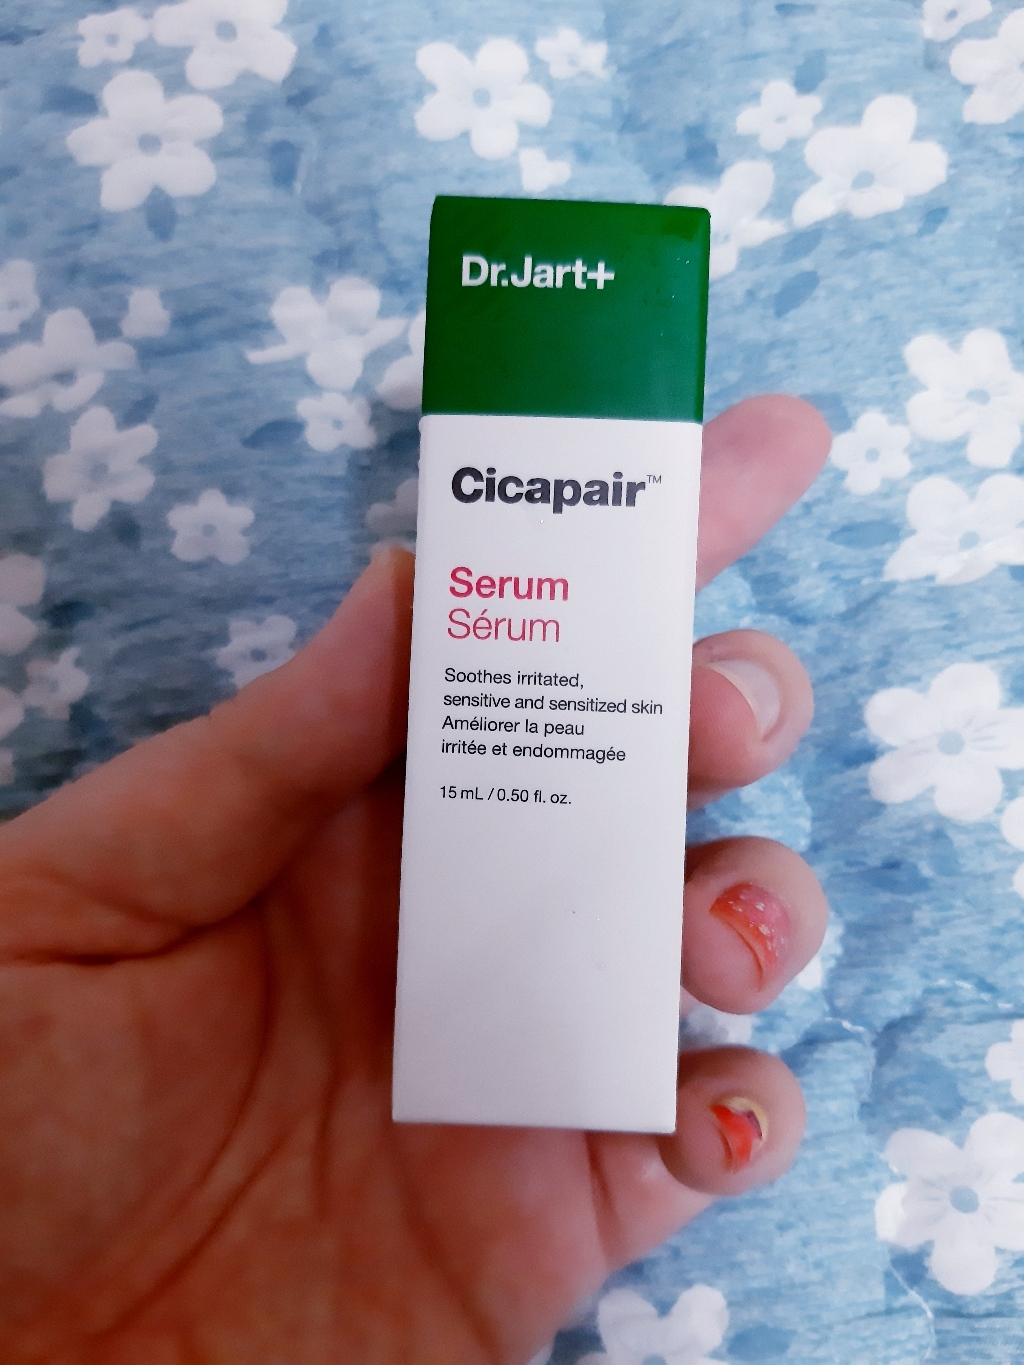 Dr.Jart+
Cicapair™
Serum
Sérum
Soothes irritated,
sensitive and sensitized skin
Améliorer la peau
irritée et endommagée
15 mL / 0.50 fl. oz.